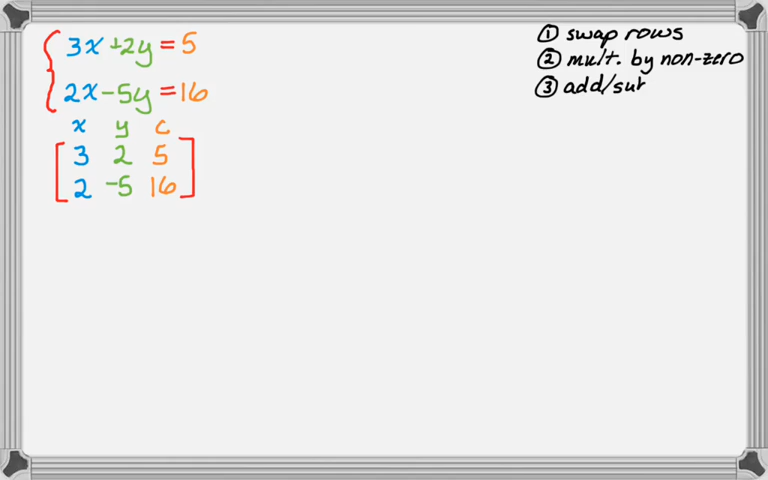 3x+2y=5
2x-5y=16
x y c
3 2 5
2 -5 16
① swap rows
② mult. by non-zero
③ add/sut